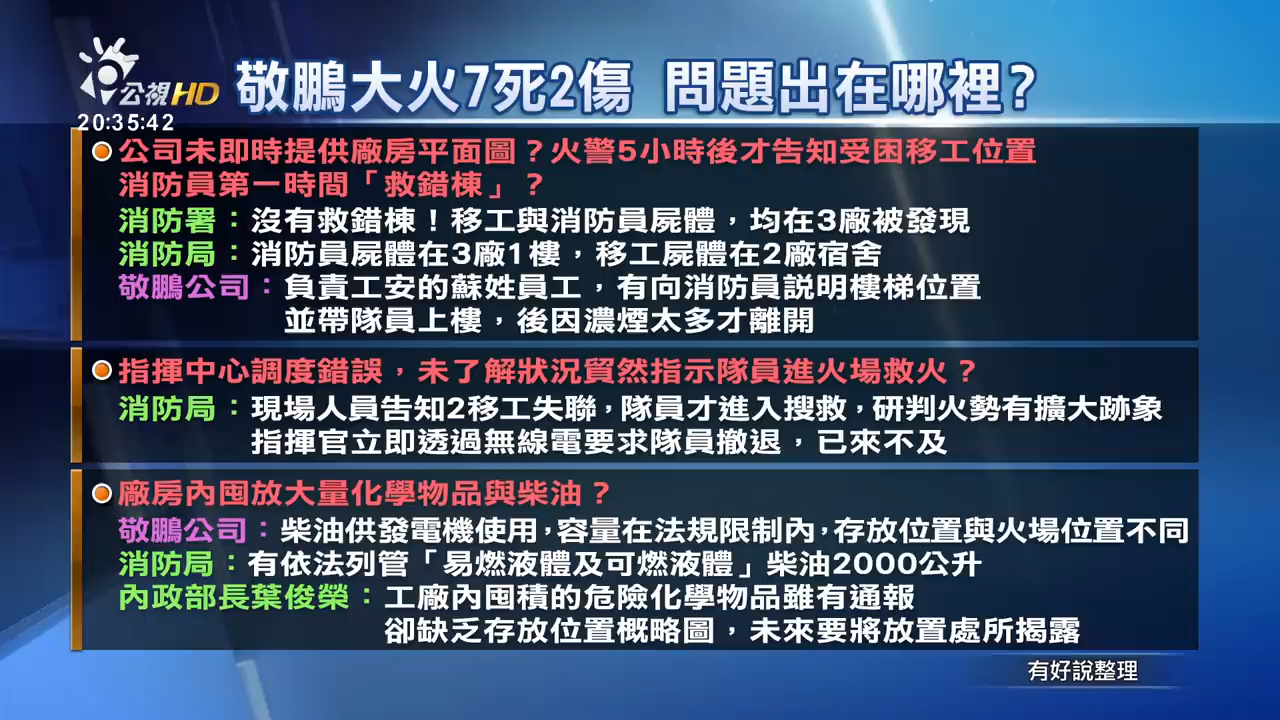 公視HD
20:35:42
敬鵬大火7死2傷 問題出在哪裡?
公司未即時提供廠房平面圖?火警5小時後才告知受困移工位置
消防員第一時間「救錯棟」?
消防署：沒有救錯棟！移工與消防員屍體，均在3廠被發現
消防局：消防員屍體在3廠1樓，移工屍體在2廠宿舍
敬鵬公司：負責工安的蘇姓員工，有向消防員說明樓梯位置
並帶隊員上樓，後因濃煙太多才離開
指揮中心調度錯誤，未了解狀況貿然指示隊員進火場救火?
消防局：現場人員告知2移工失聯，隊員才進入搜救，研判火勢有擴大跡象
指揮官立即透過無線電要求隊員撤退，已來不及
廠房內囤放大量化學物品與柴油?
敬鵬公司：柴油供發電機使用，容量在法規限制內，存放位置與火場位置不同
消防局：有依法列管「易燃液體及可燃液體」柴油2000公升
內政部長葉俊榮：工廠內囤積的危險化學物品雖有通報
卻缺乏存放位置概略圖，未來要將放置處所揭露
有好說整理